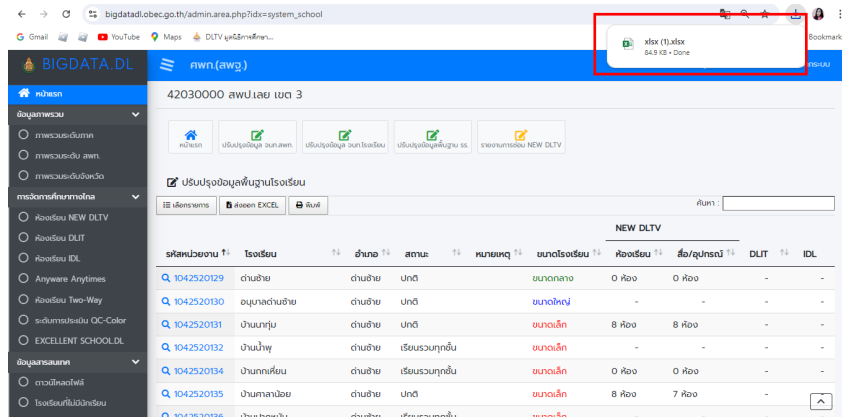 bigdatadl.obec.go.th/admin.area.php?idx=system_school
Gmail YouTube Maps DLTV มูลนิธิการศึกษา... Bookmark
xlsx (1).xlsx
84.9 KB • Done
BIGDATA.DL ศพท.(สพฐ.)
หน้าแรก
42030000 สพป.เลย เขต 3
ข้อมูลภาพรวม
ภาพรวมระดับภาค
ภาพรวมระดับ สพท.
ภาพรวมระดับจังหวัด
หน้าแรก ปรับปรุงข้อมูล จนท.สพท. ปรับปรุงข้อมูล จนท.โรงเรียน ปรับปรุงข้อมูลพื้นฐาน รร. รายงานการซ่อม NEW DLTV
การจัดการศึกษาทางไกล
ปรับปรุงข้อมูลพื้นฐานโรงเรียน
เลือกรายการ ส่งออก EXCEL พิมพ์ ค้นหา :
ห้องเรียน NEW DLTV
ห้องเรียน DLIT
ห้องเรียน IDL
Anyware Anytimes
ห้องเรียน Two-Way
ระดับการประเมิน QC-Color
EXCELLENT SCHOOL.DL
ข้อมูลสารสนเทศ
ดาวน์โหลดไฟล์
โรงเรียนที่ไม่มีนักเรียน
NEW DLTV
รหัสหน่วยงาน โรงเรียน อำเภอ สถานะ หมายเหตุ ขนาดโรงเรียน ห้องเรียน สื่อ/อุปกรณ์ DLIT IDL
1042520129 ด่านซ้าย ด่านซ้าย ปกติ ขนาดกลาง 0 ห้อง 0 ห้อง - -
1042520130 อนุบาลด่านซ้าย ด่านซ้าย ปกติ ขนาดใหญ่ - - - -
1042520131 บ้านนาทุ่ม ด่านซ้าย ปกติ ขนาดเล็ก 8 ห้อง 8 ห้อง - -
1042520132 บ้านน้ำพุ ด่านซ้าย เรียนรวมทุกชั้น ขนาดเล็ก - - - -
1042520134 บ้านกกเหี่ยน ด่านซ้าย เรียนรวมทุกชั้น ขนาดเล็ก 0 ห้อง 0 ห้อง - -
1042520135 บ้านศาลาน้อย ด่านซ้าย ปกติ ขนาดเล็ก 8 ห้อง 7 ห้อง - -